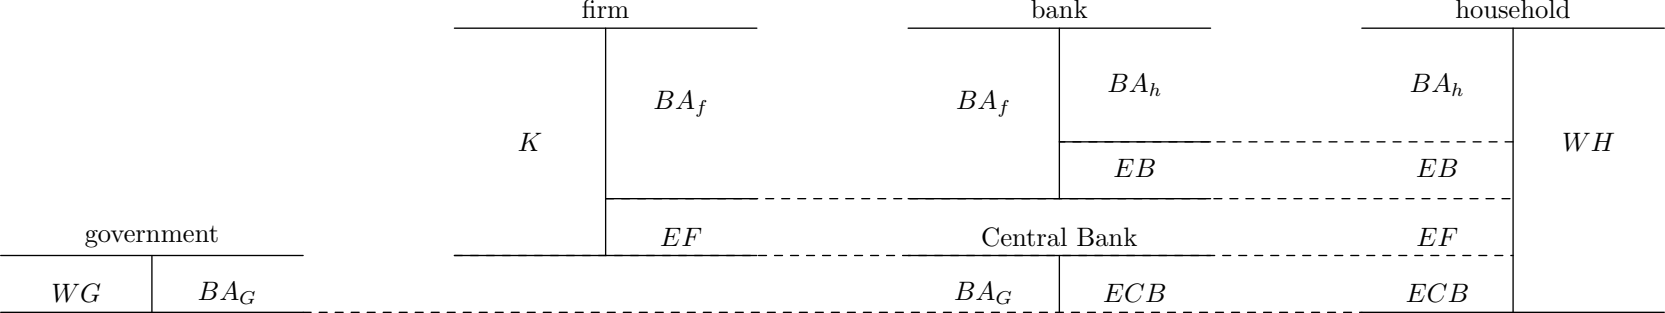 firm bank household
BA_h BA_h
BA_f BA_f
K WH
EB EB
government EF Central Bank EF
WG BA_G BA_G ECB ECB